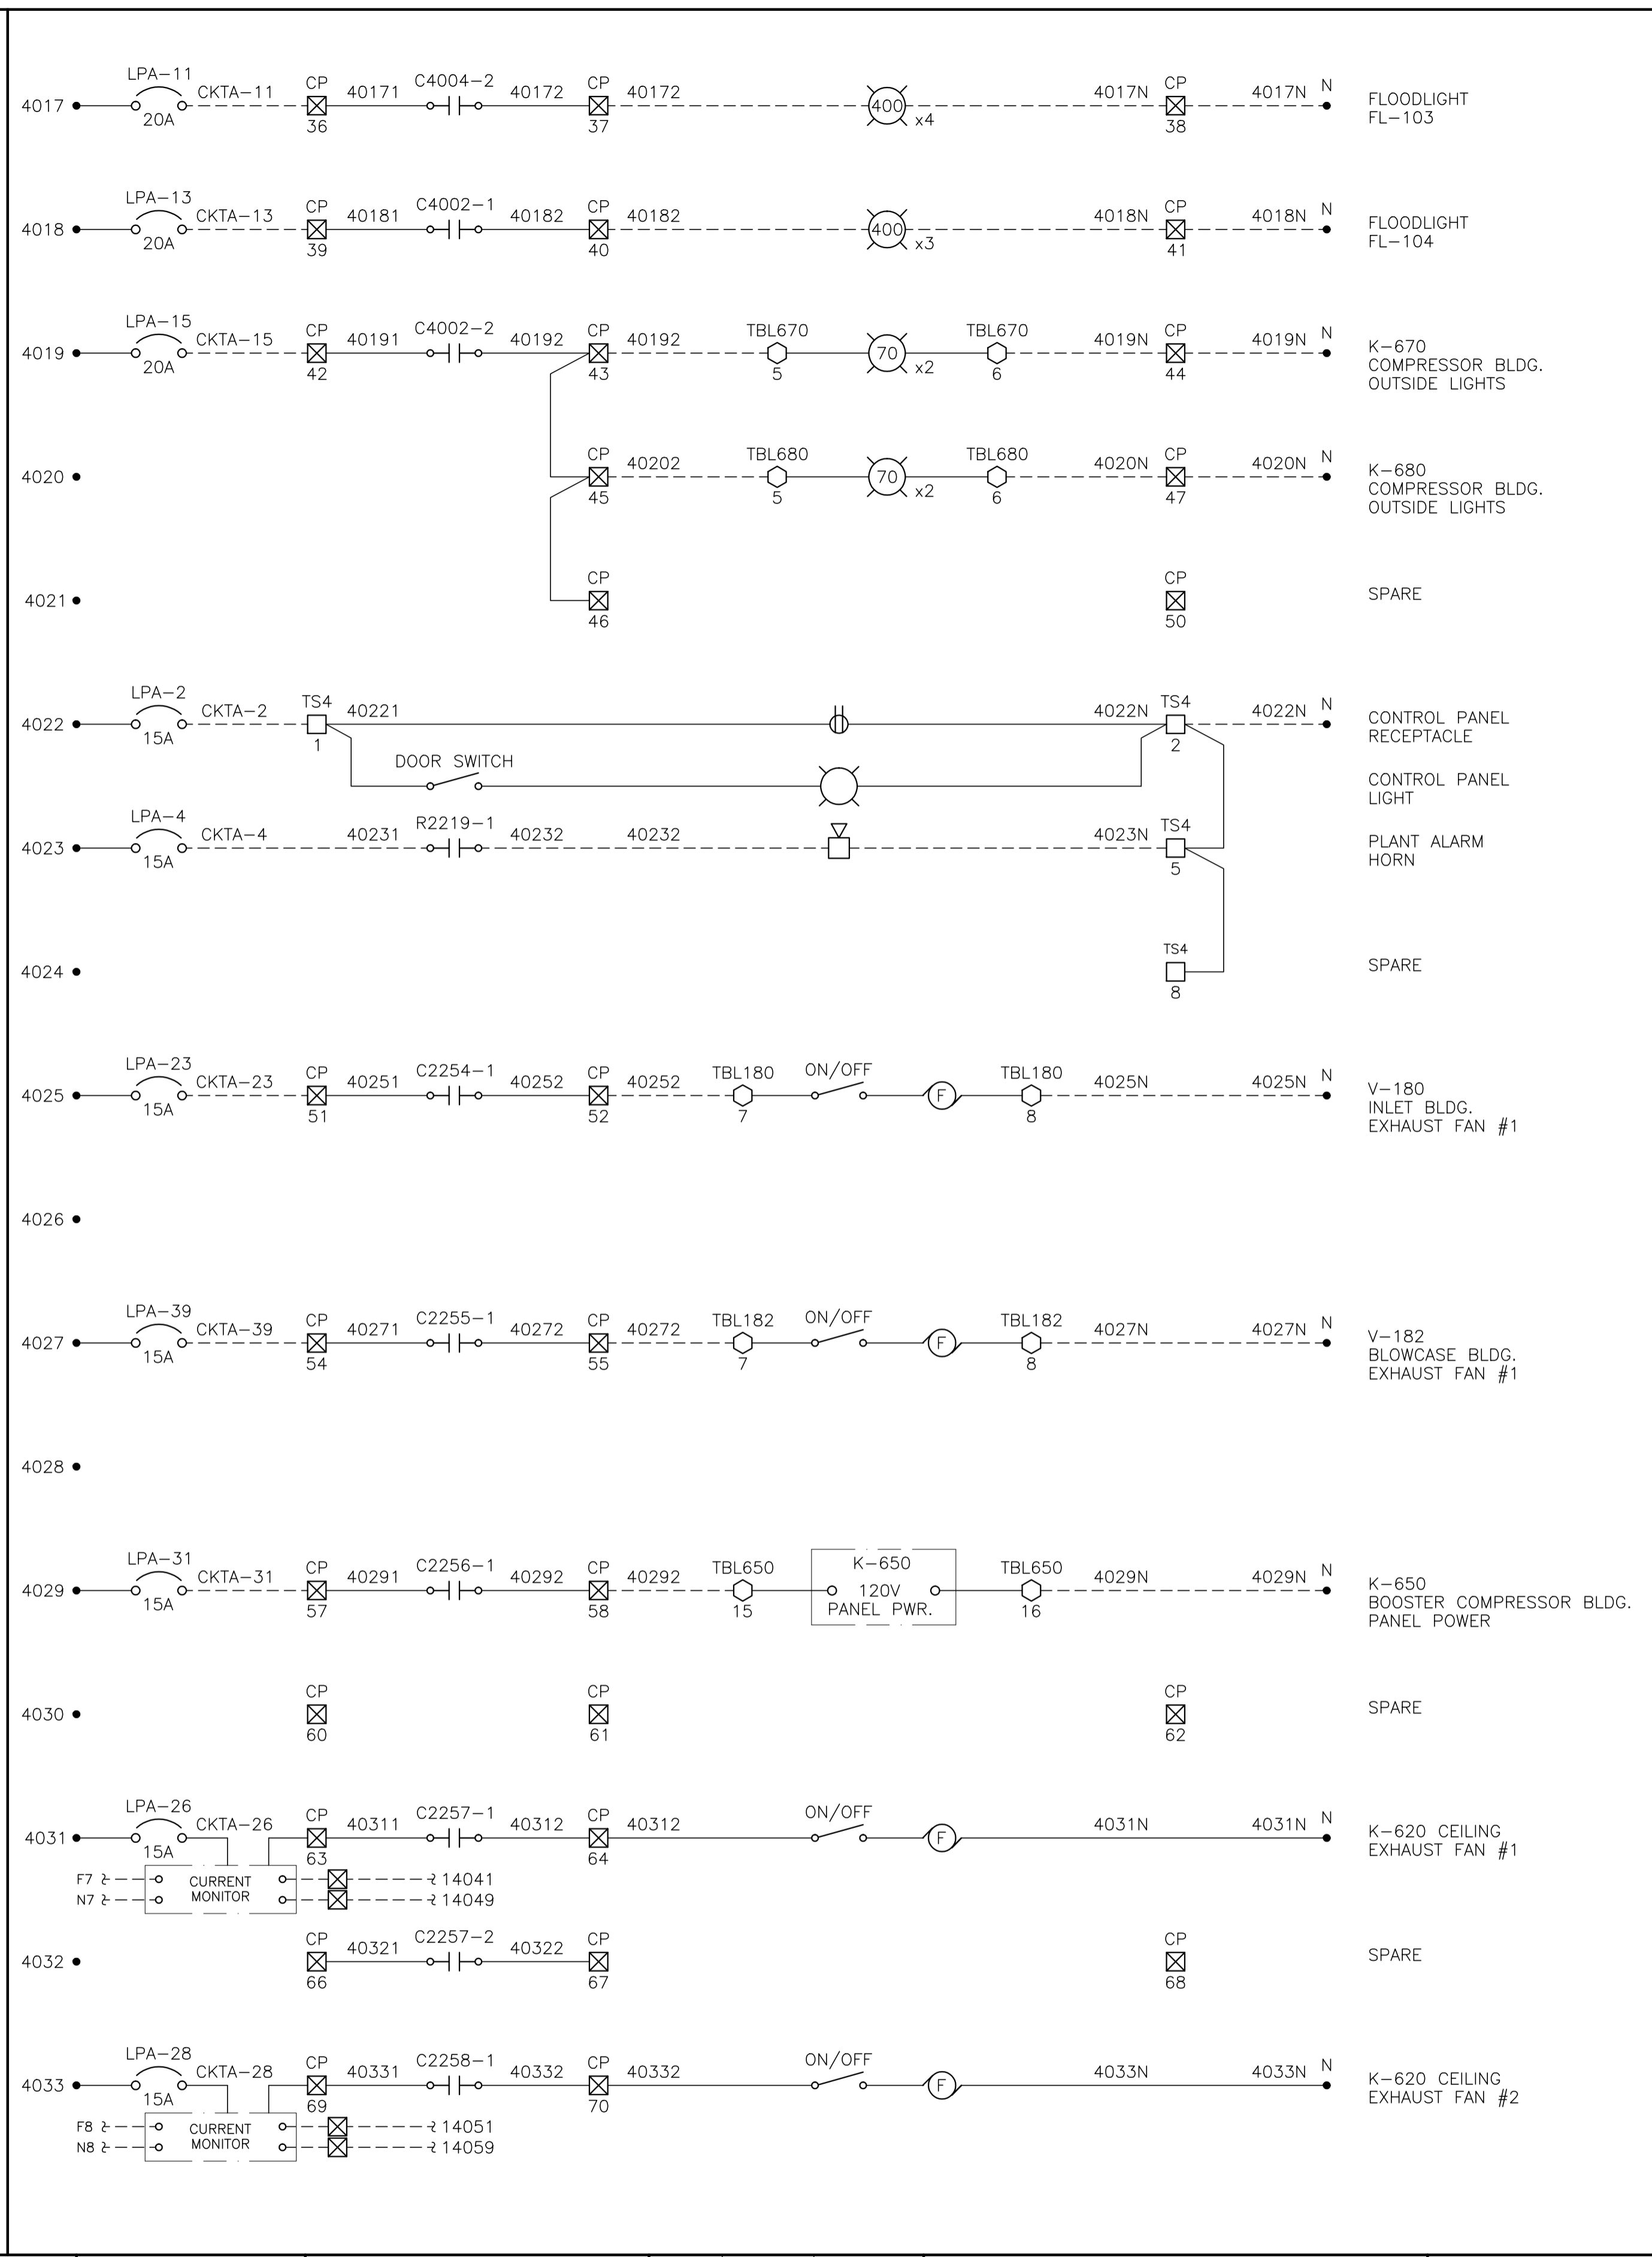 LPA-11
4017 CKTA-11 CP 40171 C4004-2 40172 CP 40172 400 x4 4017N CP 4017N N FLOODLIGHT
20A 36 37 38 FL-103
LPA-13
4018 CKTA-13 CP 40181 C4002-1 40182 CP 40182 400 x3 4018N CP 4018N N FLOODLIGHT
20A 39 40 41 FL-104
LPA-15
4019 CKTA-15 CP 40191 C4002-2 40192 CP 40192 TBL670 70 x2 TBL670 4019N CP 4019N N K-670
20A 42 43 5 6 44 COMPRESSOR BLDG.
OUTSIDE LIGHTS
4020 CP 40202 TBL680 70 x2 TBL680 4020N CP 4020N N K-680
45 5 6 47 COMPRESSOR BLDG.
OUTSIDE LIGHTS
4021 CP CP SPARE
46 50
LPA-2
4022 CKTA-2 TS4 40221 4022N TS4 4022N N CONTROL PANEL
15A 1 2 RECEPTACLE
DOOR SWITCH CONTROL PANEL
LIGHT
LPA-4
4023 CKTA-4 40231 R2219-1 40232 40232 4023N TS4 PLANT ALARM
15A 5 HORN
4024 TS4 SPARE
8
LPA-23
4025 CKTA-23 CP 40251 C2254-1 40252 CP 40252 TBL180 ON/OFF F TBL180 4025N 4025N N V-180
15A 51 52 7 8 INLET BLDG.
EXHAUST FAN #1
4026
LPA-39
4027 CKTA-39 CP 40271 C2255-1 40272 CP 40272 TBL182 ON/OFF F TBL182 4027N 4027N N V-182
15A 54 55 7 8 BLOWCASE BLDG.
EXHAUST FAN #1
4028
LPA-31
4029 CKTA-31 CP 40291 C2256-1 40292 CP 40292 TBL650 K-650 TBL650 4029N 4029N N K-650
15A 57 58 15 120V 16 BOOSTER COMPRESSOR BLDG.
PANEL PWR. PANEL POWER
4030 CP CP CP SPARE
60 61 62
LPA-26
4031 CKTA-26 CP 40311 C2257-1 40312 CP 40312 ON/OFF F 4031N 4031N N K-620 CEILING
15A 63 64 EXHAUST FAN #1
F7 CURRENT 14041
N7 MONITOR 14049
4032 CP 40321 C2257-2 40322 CP CP SPARE
66 67 68
LPA-28
4033 CKTA-28 CP 40331 C2258-1 40332 CP 40332 ON/OFF F 4033N 4033N N K-620 CEILING
15A 69 70 EXHAUST FAN #2
F8 CURRENT 14051
N8 MONITOR 14059